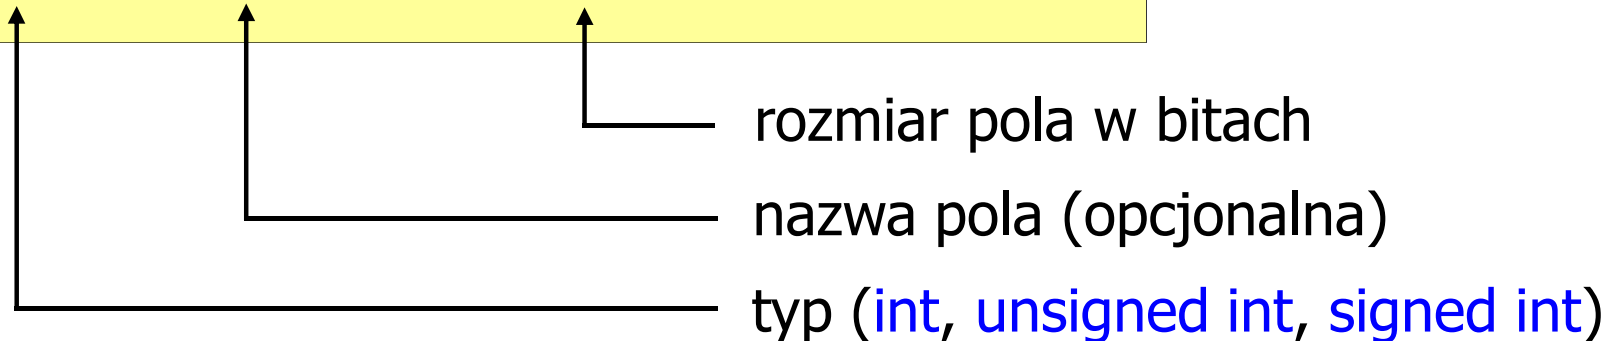 rozmiar pola w bitach
nazwa pola (opcjonalna)
typ (int, unsigned int, signed int)